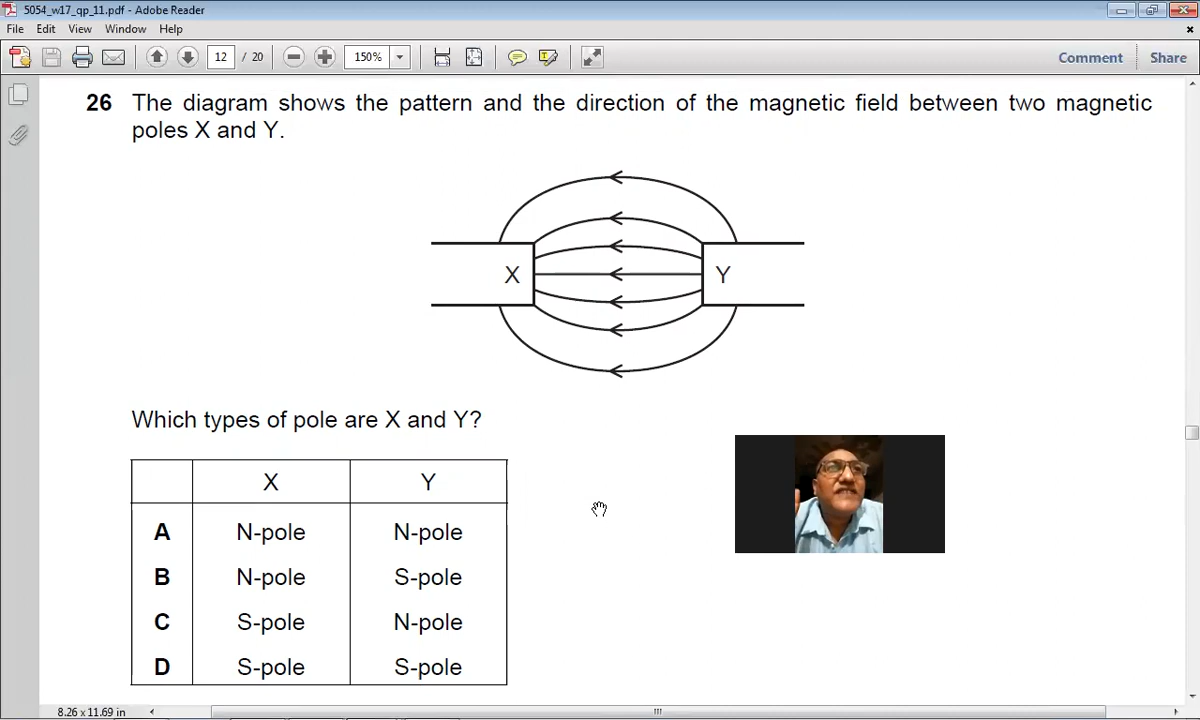 5054_w17_qp_11.pdf - Adobe Reader
File Edit View Window Help
12 / 20 150% Comment Share
26 The diagram shows the pattern and the direction of the magnetic field between two magnetic
poles X and Y.
X Y
Which types of pole are X and Y?
X Y
A N-pole N-pole
B N-pole S-pole
C S-pole N-pole
D S-pole S-pole
8.26 x 11.69 in